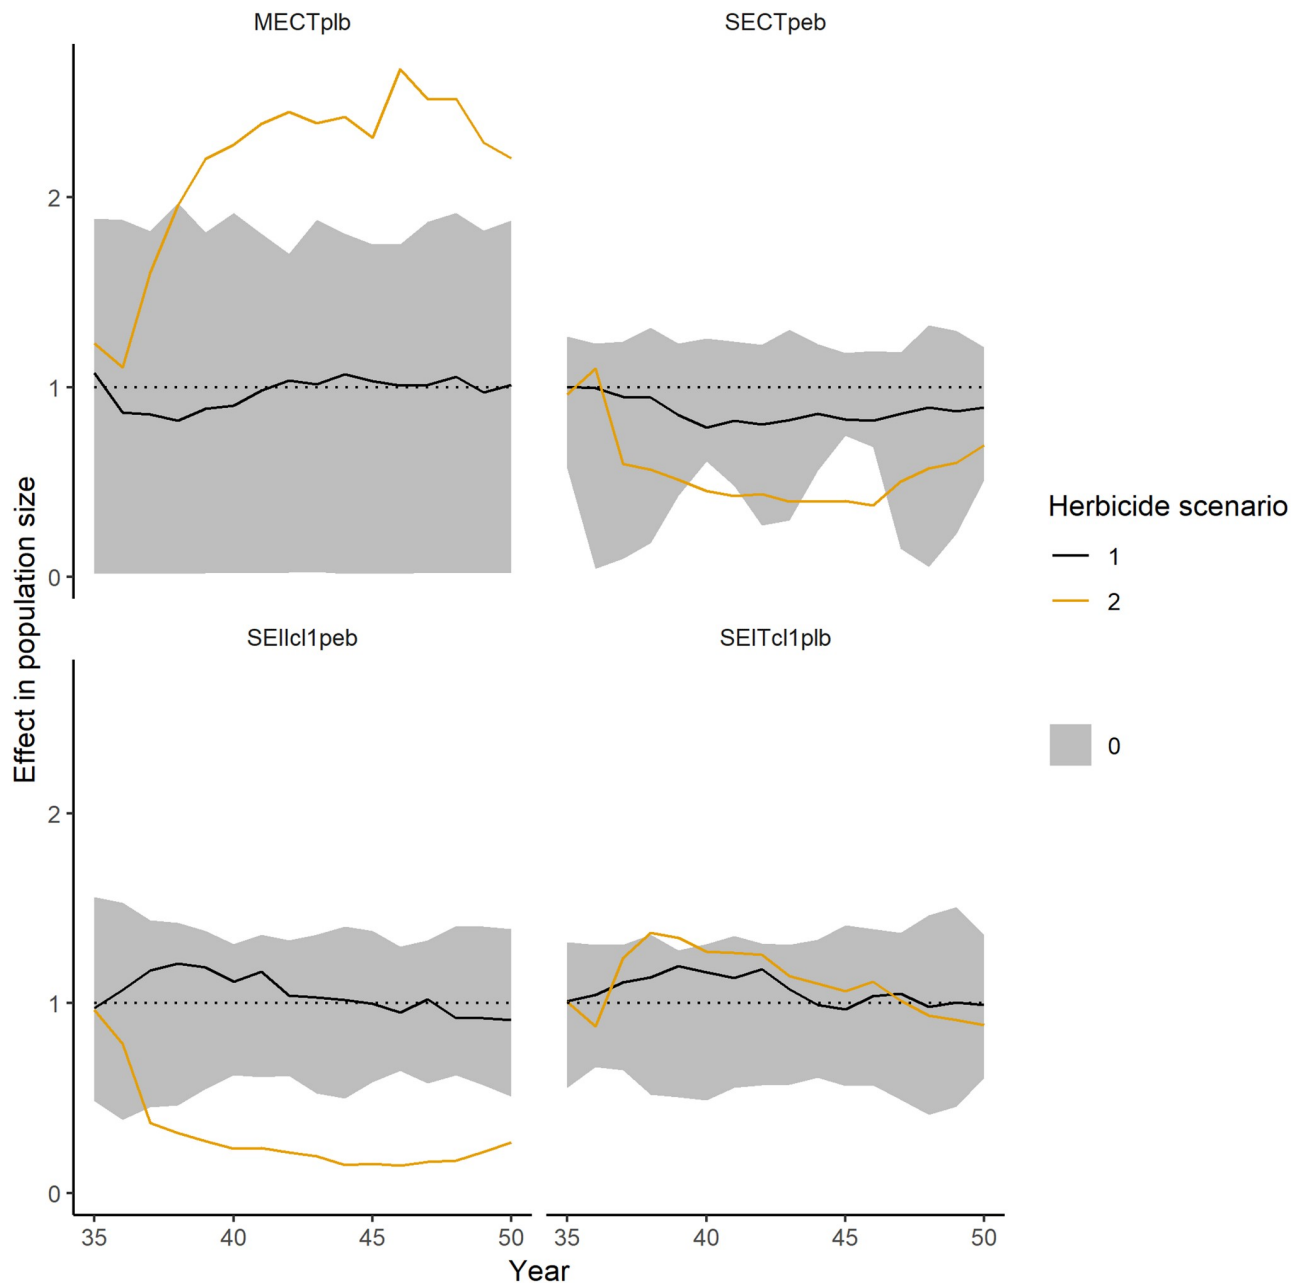 MECTplb
SECTpeb
2
1
0
SEIIcl1peb
SEITcl1plb
2
1
0
35 40 45 50
35 40 45 50
Year
Effect in population size
Herbicide scenario
1
2
0